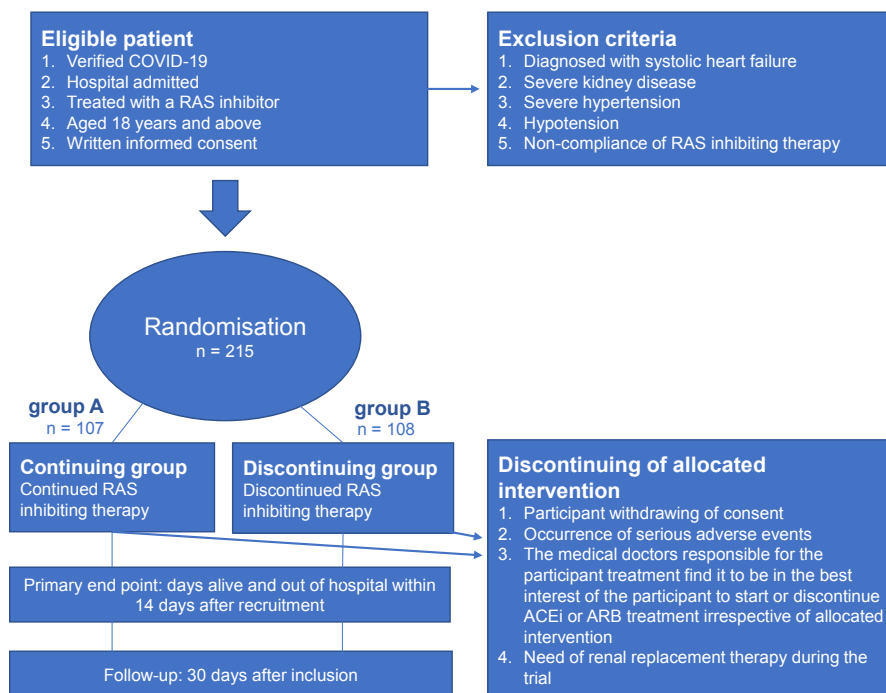 Eligible patient
1. Verified COVID-19
2. Hospital admitted
3. Treated with a RAS inhibitor
4. Aged 18 years and above
5. Written informed consent
Exclusion criteria
1. Diagnosed with systolic heart failure
2. Severe kidney disease
3. Severe hypertension
4. Hypotension
5. Non-compliance of RAS inhibiting therapy
Randomisation
n = 215
group A
n = 107
group B
n = 108
Continuing group
Continued RAS
inhibiting therapy
Discontinuing group
Discontinued RAS
inhibiting therapy
Discontinuing of allocated
intervention
1. Participant withdrawing of consent
2. Occurrence of serious adverse events
3. The medical doctors responsible for the
participant treatment find it to be in the best
interest of the participant to start or discontinue
ACEi or ARB treatment irrespective of allocated
intervention
4. Need of renal replacement therapy during the
trial
Primary end point: days alive and out of hospital within
14 days after recruitment
Follow-up: 30 days after inclusion